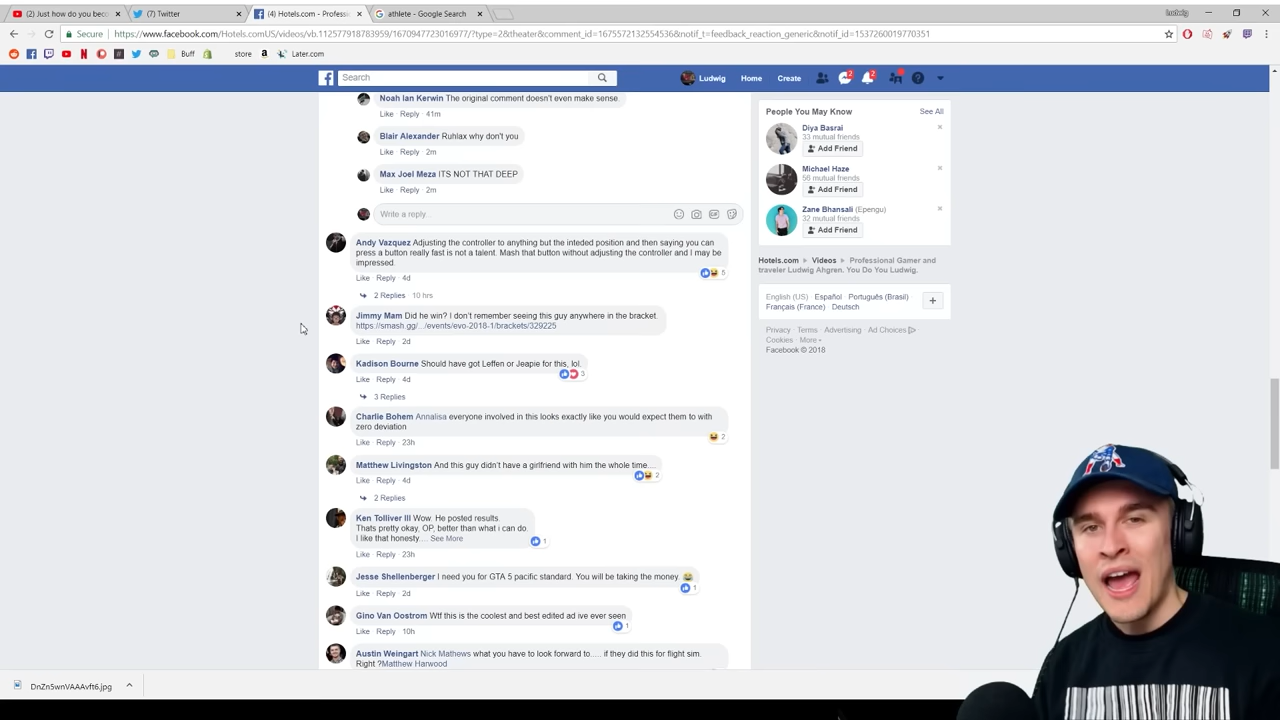 (2) Just how do you beco
(7) Twitter
(4) Hotels.com - Professi
athlete - Google Search
ludwig
Secure
https://www.facebook.com/HotelscomUS/videos/vb.112577918783959/1670947723016977/?type=2&theater&comment_id=1675572132554536&notif_t=feedback_reaction_generic&notif_id=1537260019770351
Buff
store
Later.com
Search
Ludwig
Home
Create
2
2
Noah Ian Kerwin The original comment doesn't even make sense.
Like · Reply · 41m
Blair Alexander Ruhlax why don't you
Like · Reply · 2m
Max Joel Meza ITS NOT THAT DEEP
Like · Reply · 2m
Write a reply...
Andy Vazquez Adjusting the controller to anything but the inteded position and then saying you can
press a button really fast is not a talent. Mash that button without adjusting the controller and I may be
impressed.
5
Like · Reply · 4d
2 Replies · 10 hrs
Jimmy Mam Did he win? I don't remember seeing this guy anywhere in the bracket.
https://smash.gg/.../events/evo-2018-1/brackets/329225
Like · Reply · 2d
Kadison Bourne Should have got Leffen or Jeapie for this, lol.
3
Like · Reply · 4d
3 Replies
Charlie Bohem Annalisa everyone involved in this looks exactly like you would expect them to with
zero deviation
2
Like · Reply · 23h
Matthew Livingston And this guy didn't have a girlfriend with him the whole time....
2
Like · Reply · 4d
2 Replies
Ken Tolliver III Wow. He posted results.
Thats pretty okay, OP, better than what i can do.
I like that honesty.... See More
1
Like · Reply · 23h
Jesse Shellenberger I need you for GTA 5 pacific standard. You will be taking the money.
1
Like · Reply · 2d
Gino Van Oostrom Wtf this is the coolest and best edited ad ive ever seen
1
Like · Reply · 10h
Austin Weingart Nick Mathews what you have to look forward to..... if they did this for flight sim.
Right ?Matthew Harwood
People You May Know
See All
Diya Basrai
33 mutual friends
Add Friend
Michael Haze
56 mutual friends
Add Friend
Zane Bhansali (Epengu)
32 mutual friends
Add Friend
Hotels.com · Videos · Professional Gamer and
traveler Ludwig Ahgren. You Do You Ludwig.
English (US) · Español · Português (Brasil) ·
Français (France) · Deutsch
Privacy · Terms · Advertising · Ad Choices ·
Cookies · More
Facebook © 2018
DnZn5wnVAAAvft6.jpg